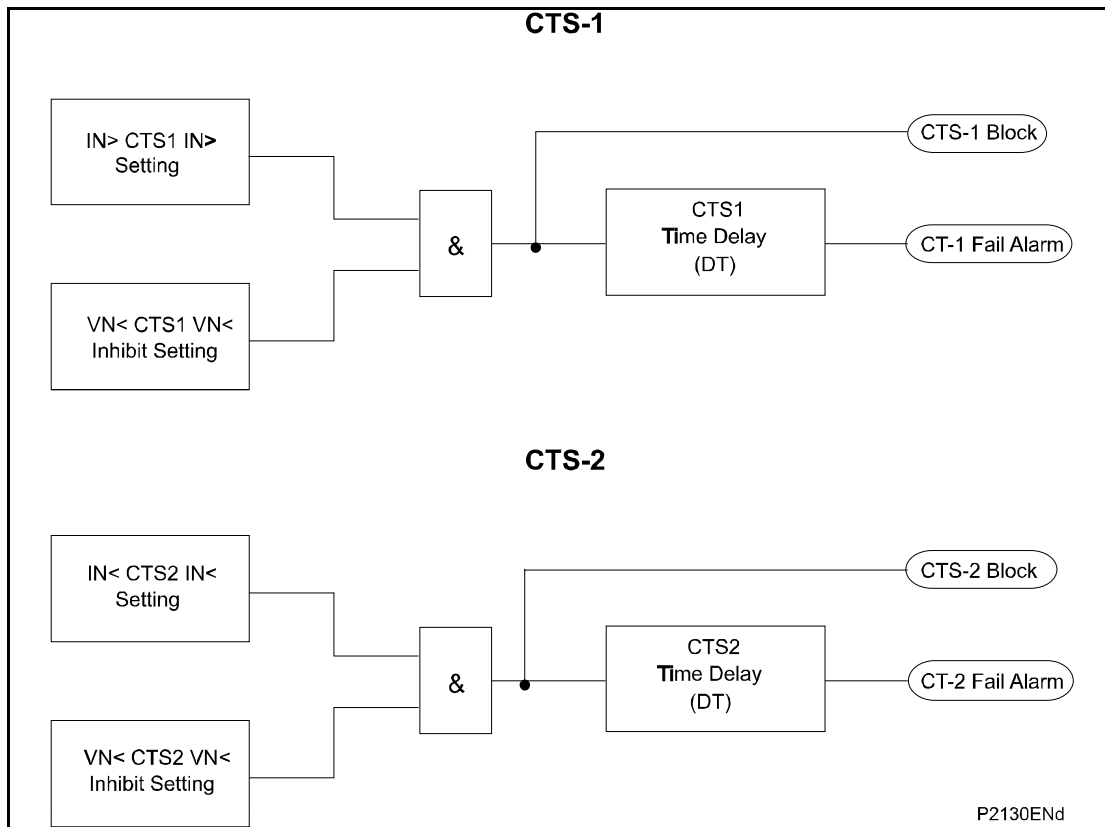 CTS-1
IN> CTS1 IN>
Setting
VN< CTS1 VN<
Inhibit Setting
&
CTS1
Time Delay
(DT)
CTS-1 Block
CT-1 Fail Alarm
CTS-2
IN< CTS2 IN<
Setting
VN< CTS2 VN<
Inhibit Setting
&
CTS2
Time Delay
(DT)
CTS-2 Block
CT-2 Fail Alarm
P2130ENd